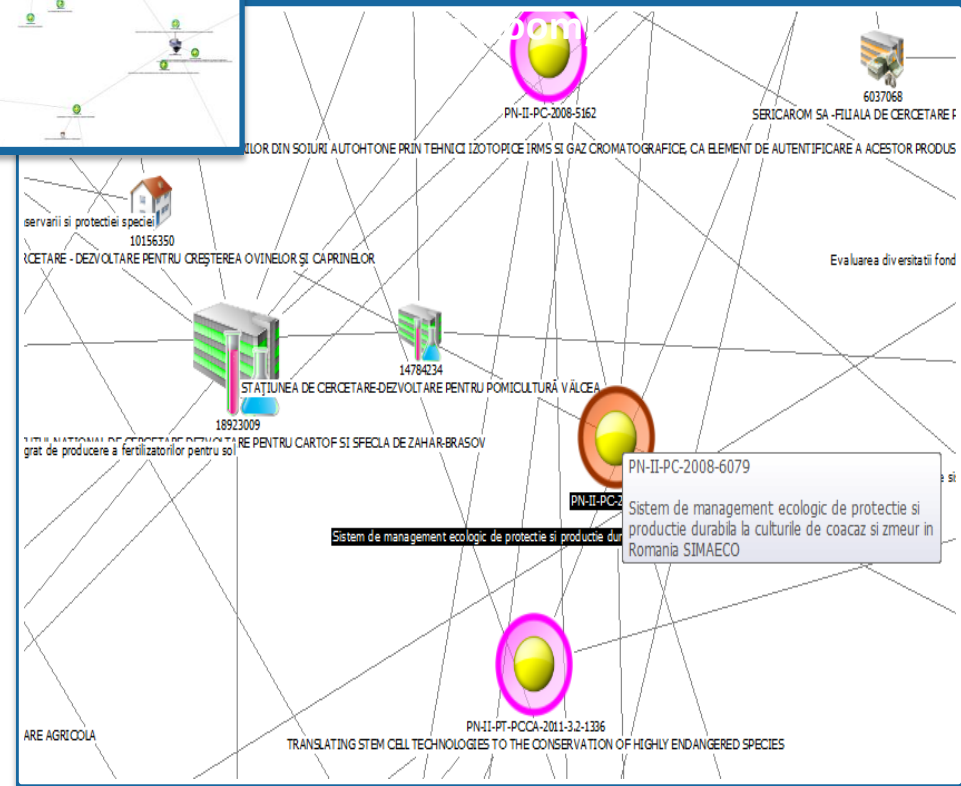 PN-II-PC-2008-5162
6037068
SERICAROM SA -FILIALA DE CERCETARE P
ILOR DIN SOIURI AUTOHTONE PRIN TEHNICI IZOTOPICE IRMS SI GAZ CROMATOGRAFICE, CA ELEMENT DE AUTENTIFICARE A ACESTOR PRODUS
servarii si protectiei speciei
10156350
RCETARE - DEZVOLTARE PENTRU CREŞTEREA OVINELOR ŞI CAPRINELOR
Evaluarea diversitatii fond
14784234
STAŢIUNEA DE CERCETARE-DEZVOLTARE PENTRU POMICULTURĂ VÂLCEA
18923009
RE PENTRU CARTOF SI SFECLA DE ZAHAR-BRASOV
grat de producere a fertilizatorilor pentru sol
PN-II-PC-2
PN-II-PC-2008-6079
Sistem de management ecologic de protectie si
productie durabila la culturile de coacaz si zmeur in
Romania SIMAECO
Sistem de management ecologic de protectie si productie dur
PN-II-PT-PCCA-2011-3.2-1336
TRANSLATING STEM CELL TECHNOLOGIES TO THE CONSERVATION OF HIGHLY ENDANGERED SPECIES
ARE AGRICOLA